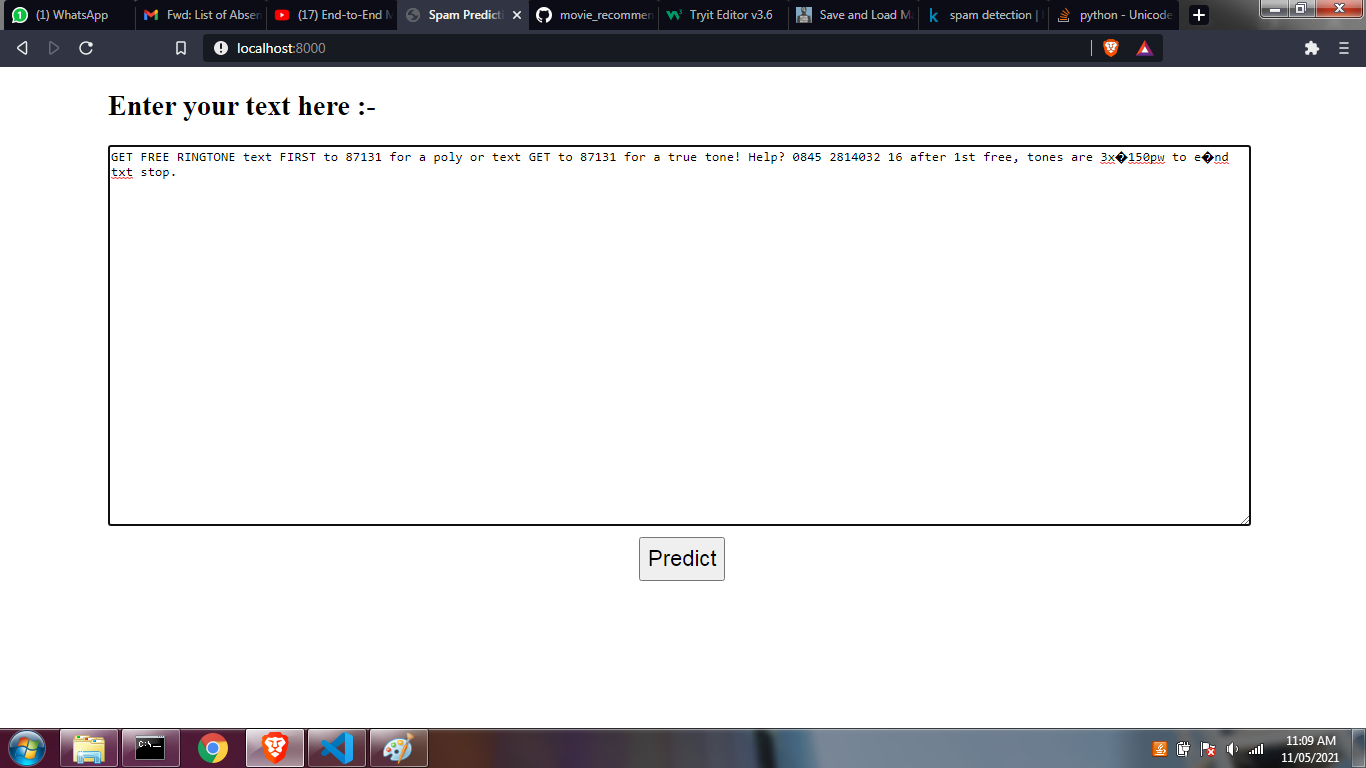 (1) WhatsApp
Fwd: List of Absen
(17) End-to-End M
Spam Predicti
movie_recommen
Tryit Editor v3.6
Save and Load M
spam detection |
python - Unicode
localhost:8000
Enter your text here :-
GET FREE RINGTONE text FIRST to 87131 for a poly or text GET to 87131 for a true tone! Help? 0845 2814032 16 after 1st free, tones are 3x�150pw to e�nd
txt stop.
Predict
11:09 AM
11/05/2021